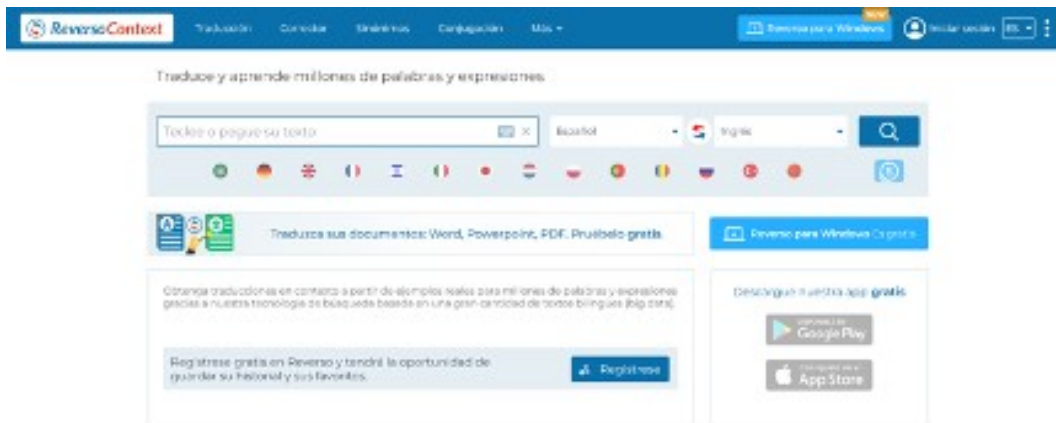 ReversoContext Traducción Corrector Sinónimos Conjugación Más
New
Reverso para Windows Iniciar sesión ES
Traduce y aprende millones de palabras y expresiones
Teclee o pegue su texto Español Inglés
Traduzca sus documentos: Word, Powerpoint, PDF. Pruébelo gratis
Reverso para Windows Es gratis
Obtenga traducciones en contexto a partir de ejemplos reales para millones de palabras y expresiones
gracias a nuestra tecnología de búsqueda basada en una gran cantidad de textos bilingües (big data).
Descargue nuestra app gratis
Google Play
Regístrese gratis en Reverso y tendrá la oportunidad de
guardar su historial y sus favoritos.
Regístrese
App Store